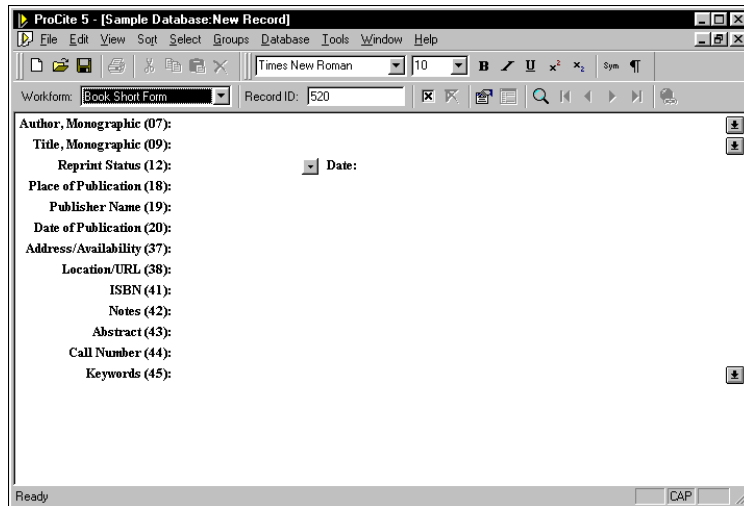 ProCite 5 - [Sample Database:New Record]
File Edit View Sort Select Groups Database Tools Window Help
Times New Roman 10 B I U x² x₂ Sym ¶
Workform: Book Short Form Record ID: 520
Author, Monographic (07):
Title, Monographic (09):
Reprint Status (12): Date:
Place of Publication (18):
Publisher Name (19):
Date of Publication (20):
Address/Availability (37):
Location/URL (38):
ISBN (41):
Notes (42):
Abstract (43):
Call Number (44):
Keywords (45):
Ready CAP